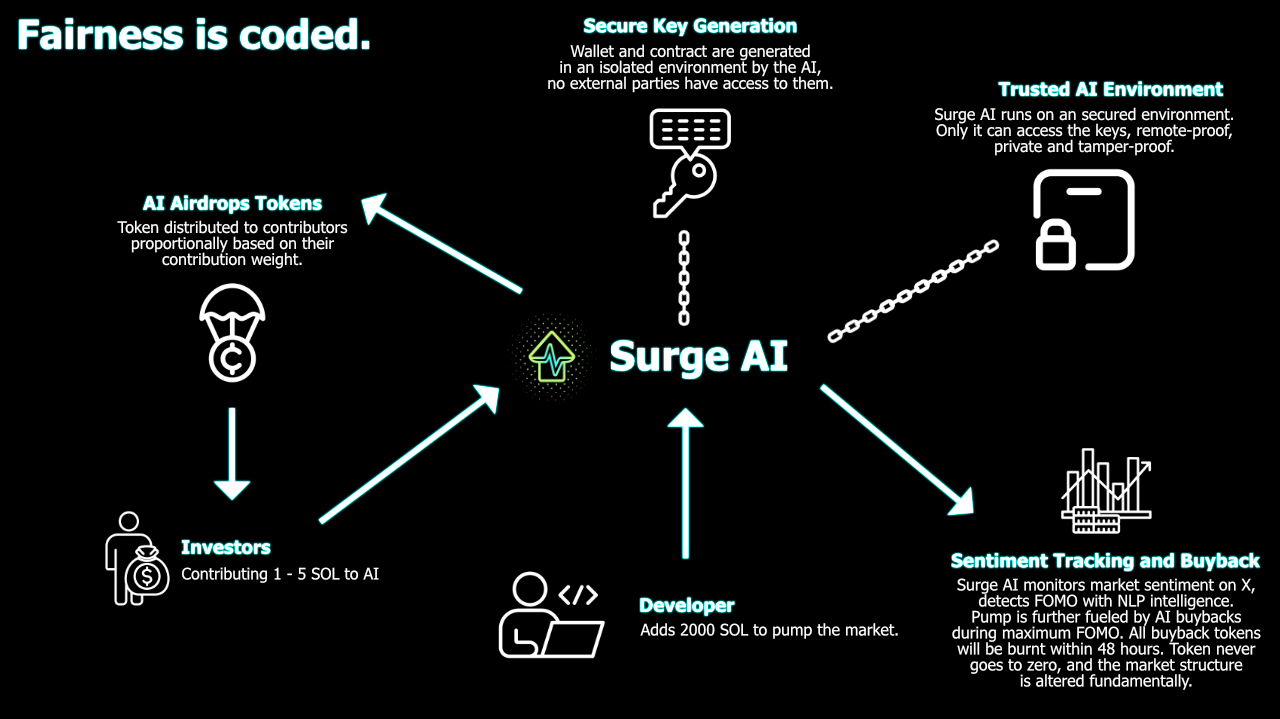 Fairness is coded.
Secure Key Generation
Wallet and contract are generated
in an isolated environment by the AI,
no external parties have access to them.
Trusted AI Environment
Surge AI runs on an secured environment.
Only it can access the keys, remote-proof,
private and tamper-proof.
AI Airdrops Tokens
Token distributed to contributors
proportionally based on their
contribution weight.
Surge AI
Investors
Contributing 1 - 5 SOL to AI
Developer
Adds 2000 SOL to pump the market.
Sentiment Tracking and Buyback
Surge AI monitors market sentiment on X,
detects FOMO with NLP intelligence.
Pump is further fueled by AI buybacks
during maximum FOMO. All buyback tokens
will be burnt within 48 hours. Token never
goes to zero, and the market structure
is altered fundamentally.